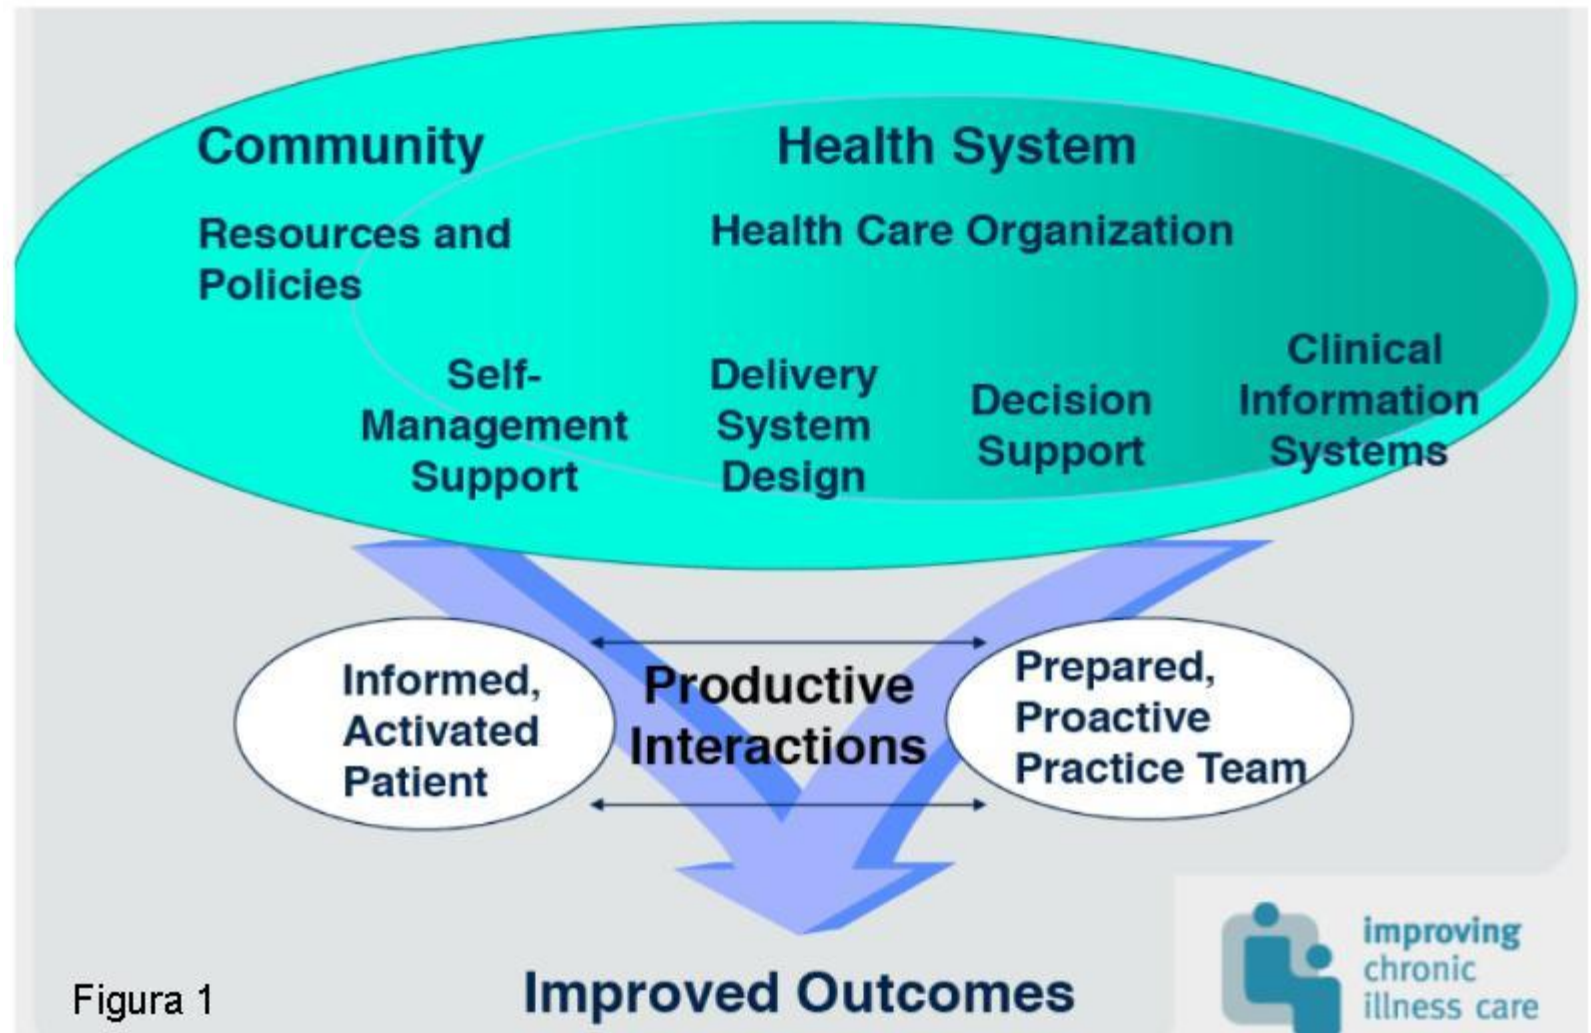 Community
Health System
Resources and
Policies
Health Care Organization
Self-
Management
Support
Delivery
System
Design
Decision
Support
Clinical
Information
Systems
Informed,
Activated
Patient
Productive
Interactions
Prepared,
Proactive
Practice Team
Improved Outcomes
Figura 1
improving
chronic
illness care